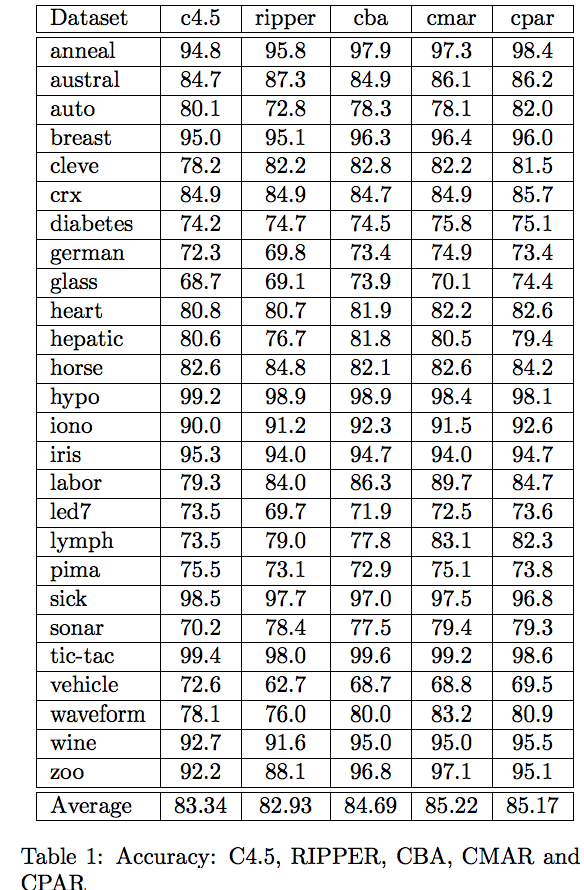 Dataset c4.5 ripper cba cmar cpar
anneal 94.8 95.8 97.9 97.3 98.4
austral 84.7 87.3 84.9 86.1 86.2
auto 80.1 72.8 78.3 78.1 82.0
breast 95.0 95.1 96.3 96.4 96.0
cleve 78.2 82.2 82.8 82.2 81.5
crx 84.9 84.9 84.7 84.9 85.7
diabetes 74.2 74.7 74.5 75.8 75.1
german 72.3 69.8 73.4 74.9 73.4
glass 68.7 69.1 73.9 70.1 74.4
heart 80.8 80.7 81.9 82.2 82.6
hepatic 80.6 76.7 81.8 80.5 79.4
horse 82.6 84.8 82.1 82.6 84.2
hypo 99.2 98.9 98.9 98.4 98.1
iono 90.0 91.2 92.3 91.5 92.6
iris 95.3 94.0 94.7 94.0 94.7
labor 79.3 84.0 86.3 89.7 84.7
led7 73.5 69.7 71.9 72.5 73.6
lymph 73.5 79.0 77.8 83.1 82.3
pima 75.5 73.1 72.9 75.1 73.8
sick 98.5 97.7 97.0 97.5 96.8
sonar 70.2 78.4 77.5 79.4 79.3
tic-tac 99.4 98.0 99.6 99.2 98.6
vehicle 72.6 62.7 68.7 68.8 69.5
waveform 78.1 76.0 80.0 83.2 80.9
wine 92.7 91.6 95.0 95.0 95.5
zoo 92.2 88.1 96.8 97.1 95.1
Average 83.34 82.93 84.69 85.22 85.17
Table 1: Accuracy: C4.5, RIPPER, CBA, CMAR and
CPAR